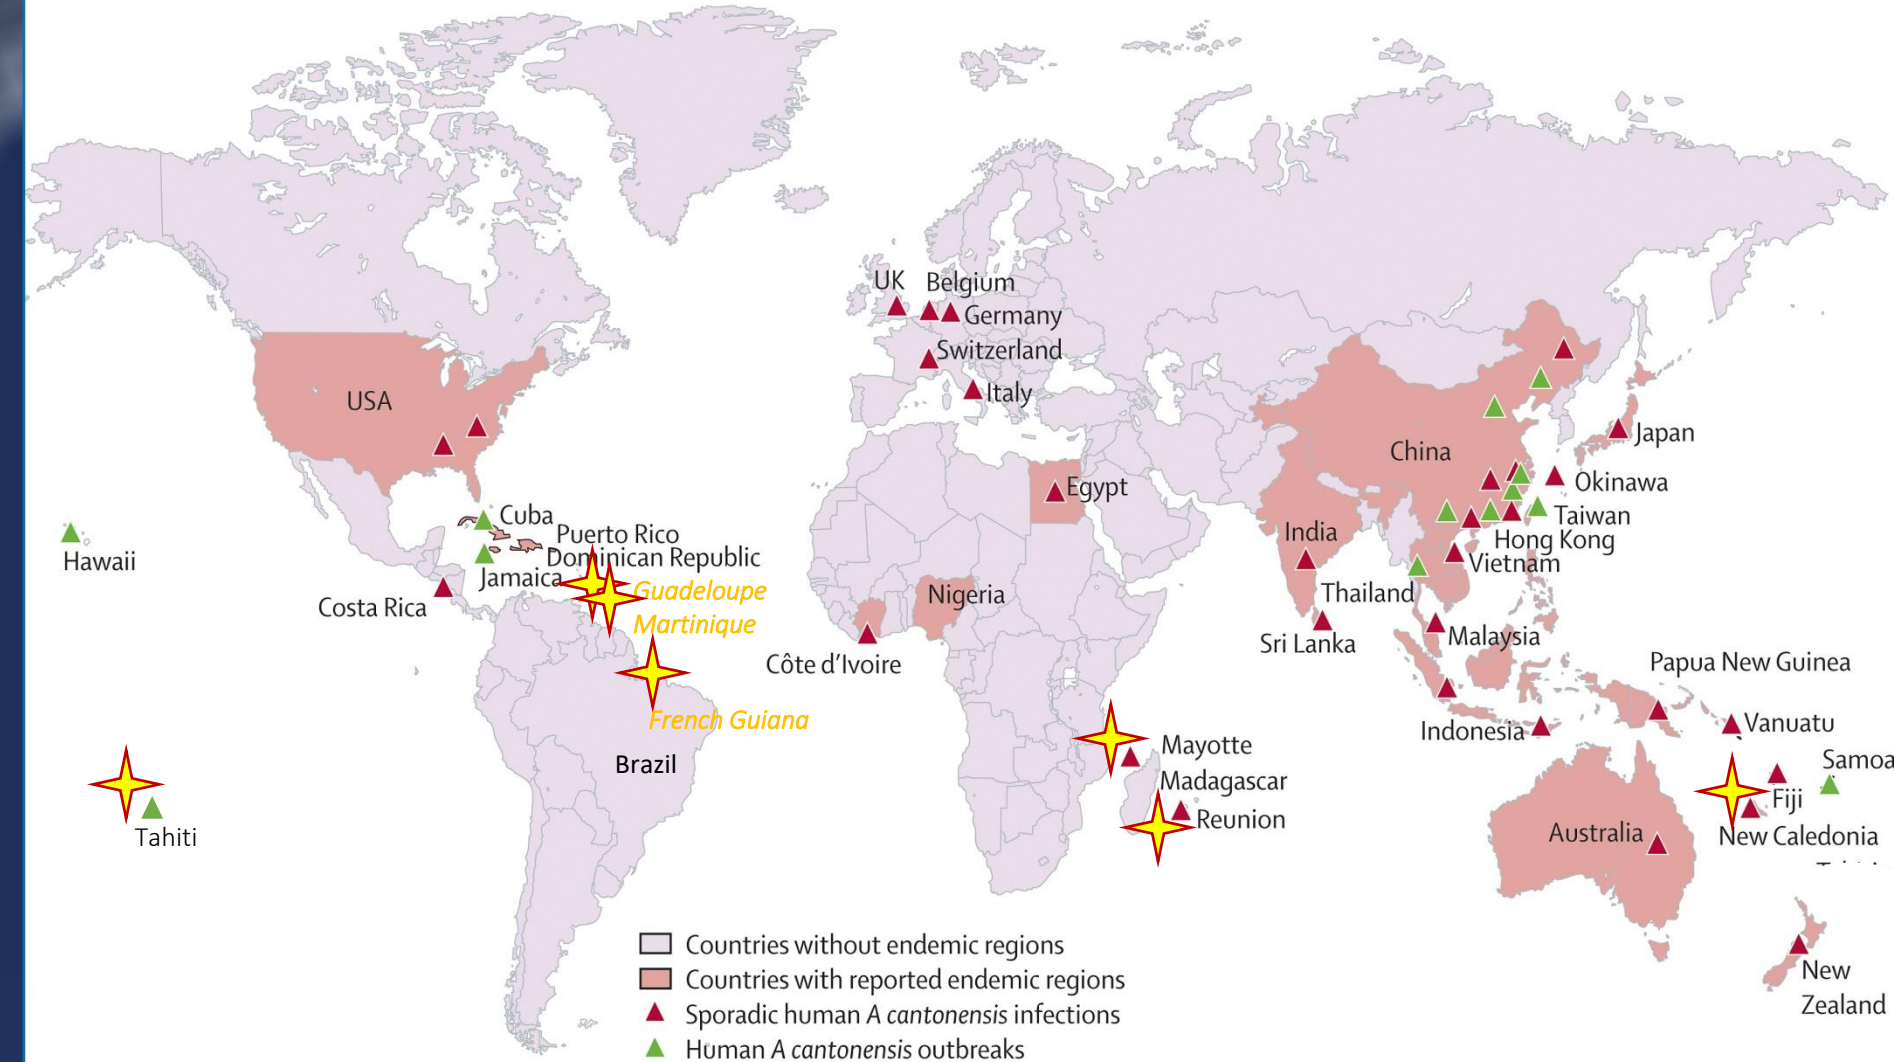 UK
Belgium
Germany
Switzerland
Italy
USA
China
Japan
Egypt
Okinawa
Cuba
Puerto Rico
Taiwan
India
Hong Kong
Hawaii
Dominican Republic
Vietnam
Jamaica
Guadeloupe
Nigeria
Thailand
Costa Rica
Martinique
Malaysia
Sri Lanka
Côte d'Ivoire
Papua New Guinea
French Guiana
Vanuatu
Indonesia
Mayotte
Samoa
Brazil
Madagascar
Fiji
Reunion
Tahiti
Australia
New Caledonia
Countries without endemic regions
Countries with reported endemic regions
New
Zealand
Sporadic human A cantonensis infections
Human A cantonensis outbreaks